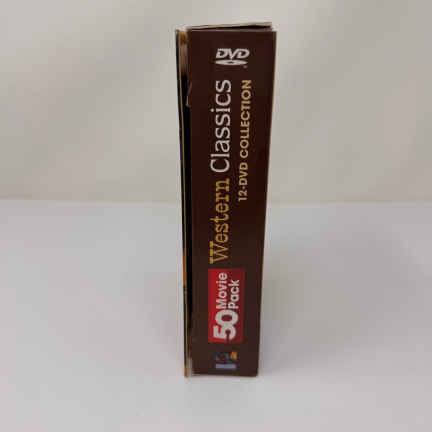 50 Movie
Pack
Western Classics
12-DVD COLLECTION
DVD